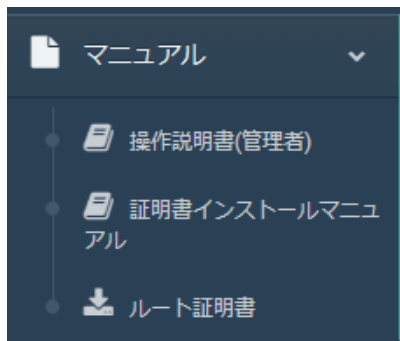 マニュアル
操作説明書(管理者)
証明書インストールマニュ
アル
ルート証明書